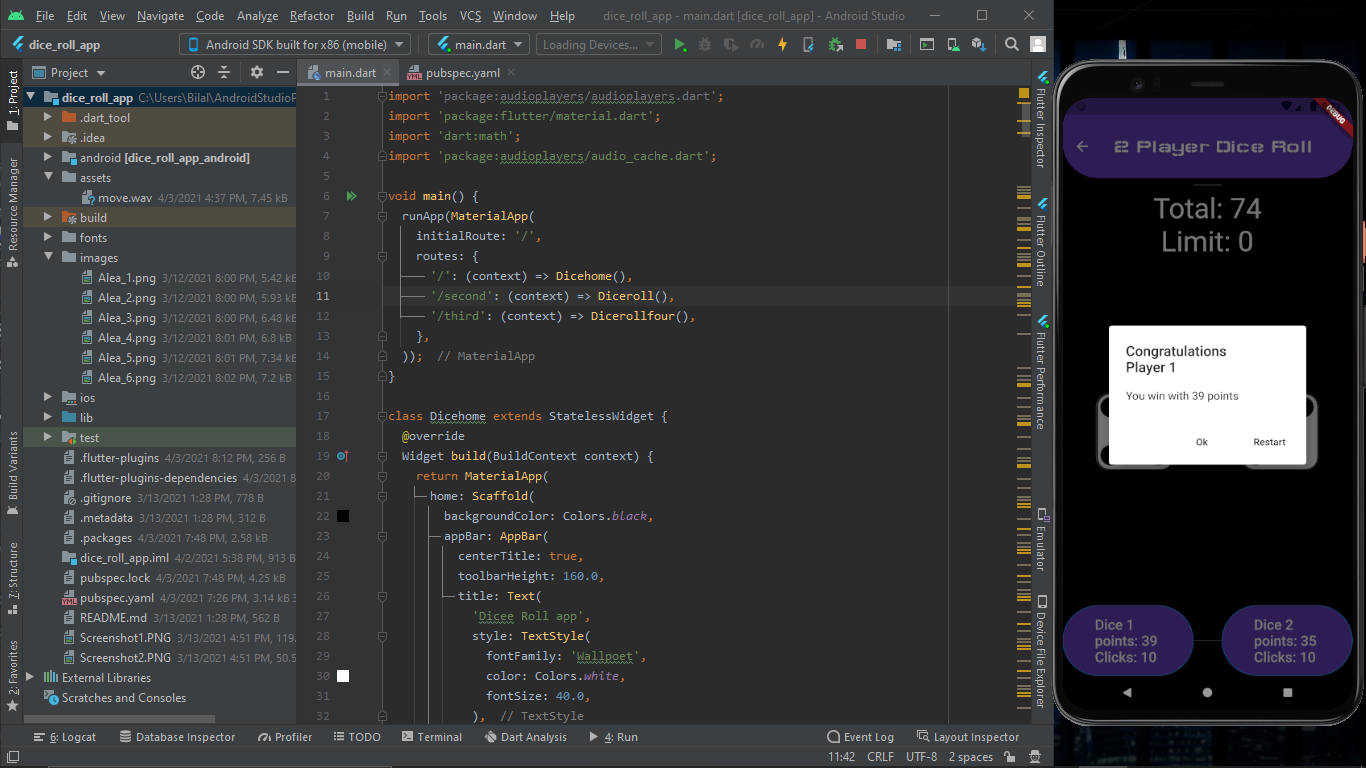 File Edit View Navigate Code Analyze Refactor Build Run Tools VCS Window Help dice_roll_app - main.dart [dice_roll_app] - Android Studio
dice_roll_app Android SDK built for x86 (mobile) main.dart Loading Devices...
1: Project
Resource Manager
Build Variants
7: Structure
2: Favorites
Project
dice_roll_app C:\Users\Bilal\AndroidStudioP
.dart_tool
.idea
android [dice_roll_app_android]
assets
move.wav 4/3/2021 4:37 PM, 7.45 kB
build
fonts
images
Alea_1.png 3/12/2021 8:00 PM, 5.42 kB
Alea_2.png 3/12/2021 8:00 PM, 5.93 kB
Alea_3.png 3/12/2021 8:00 PM, 6.48 kB
Alea_4.png 3/12/2021 8:01 PM, 6.8 kB
Alea_5.png 3/12/2021 8:01 PM, 7.34 kB
Alea_6.png 3/12/2021 8:02 PM, 7.2 kB
ios
lib
test
.flutter-plugins 4/3/2021 8:12 PM, 256 B
.flutter-plugins-dependencies 4/3/2021 8
.gitignore 3/13/2021 1:28 PM, 778 B
.metadata 3/13/2021 1:28 PM, 312 B
.packages 4/3/2021 7:48 PM, 2.58 kB
dice_roll_app.iml 4/2/2021 5:38 PM, 913 B
pubspec.lock 4/3/2021 7:48 PM, 4.25 kB
pubspec.yaml 4/3/2021 7:26 PM, 3.14 kB 3
README.md 3/13/2021 1:28 PM, 562 B
Screenshot1.PNG 3/13/2021 4:51 PM, 119.
Screenshot2.PNG 3/13/2021 4:51 PM, 50.5
External Libraries
Scratches and Consoles
main.dart pubspec.yaml
1 import 'package:audioplayers/audioplayers.dart';
2 import 'package:flutter/material.dart';
3 import 'dart:math';
4 import 'package:audioplayers/audio_cache.dart';
5
6 void main() {
7 runApp(MaterialApp(
8 initialRoute: '/',
9 routes: {
10 '/': (context) => Dicehome(),
11 '/second': (context) => Diceroll(),
12 '/third': (context) => Dicerollfour(),
13 },
14 )); // MaterialApp
15 }
16
17 class Dicehome extends StatelessWidget {
18 @override
19 Widget build(BuildContext context) {
20 return MaterialApp(
21 home: Scaffold(
22 backgroundColor: Colors.black,
23 appBar: AppBar(
24 centerTitle: true,
25 toolbarHeight: 160.0,
26 title: Text(
27 'Dicee Roll app',
28 style: TextStyle(
29 fontFamily: 'Wallpoet',
30 color: Colors.white,
31 fontSize: 40.0,
32 ), // TextStyle
Flutter Inspector
Flutter Outline
Flutter Performance
Emulator
Device File Explorer
DEBUG
2 Player Dice Roll
Total: 74
Limit: 0
Congratulations
Player 1
You win with 39 points
Ok Restart
Dice 1
points: 39
Clicks: 10
Dice 2
points: 35
Clicks: 10
6: Logcat Database Inspector Profiler TODO Terminal Dart Analysis 4: Run Event Log Layout Inspector
11:42 CRLF UTF-8 2 spaces